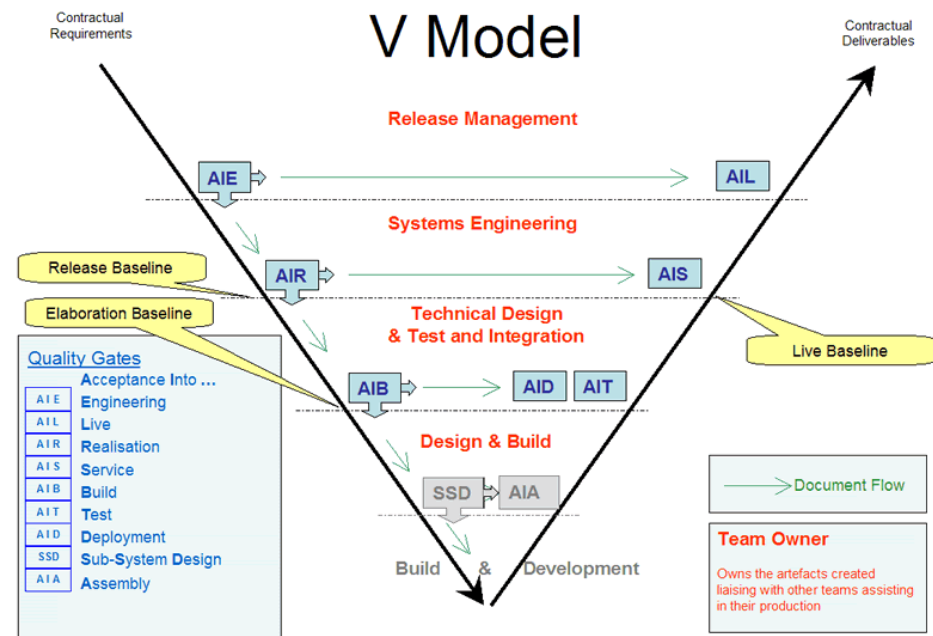 Contractual
Requirements
V Model
Contractual
Deliverables
Release Management
AIE
AIL
Systems Engineering
Release Baseline
AIR
AIS
Elaboration Baseline
Technical Design
& Test and Integration
Live Baseline
Quality Gates
Acceptance Into ...
AIE Engineering
AIL Live
AIR Realisation
AIS Service
AIB Build
AIT Test
AID Deployment
SSD Sub-System Design
AIA Assembly
AIB
AID
AIT
Design & Build
SSD
AIA
Build & Development
Document Flow
Team Owner
Owns the artefacts created
liaising with other teams assisting
in their production